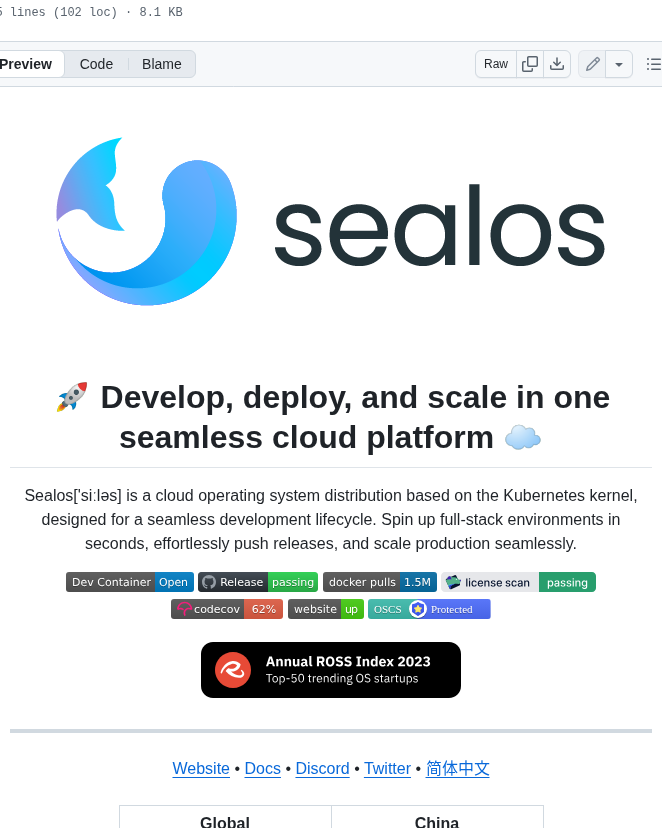 lines (102 loc) · 8.1 KB
Preview Code Blame Raw
sealos
🚀 Develop, deploy, and scale in one
seamless cloud platform ☁️
Sealos['siːləs] is a cloud operating system distribution based on the Kubernetes kernel,
designed for a seamless development lifecycle. Spin up full-stack environments in
seconds, effortlessly push releases, and scale production seamlessly.
Dev Container Open Release passing docker pulls 1.5M license scan passing
codecov 62% website up OSCS Protected
Annual ROSS Index 2023
Top-50 trending OS startups
Website • Docs • Discord • Twitter • 简体中文
Global China